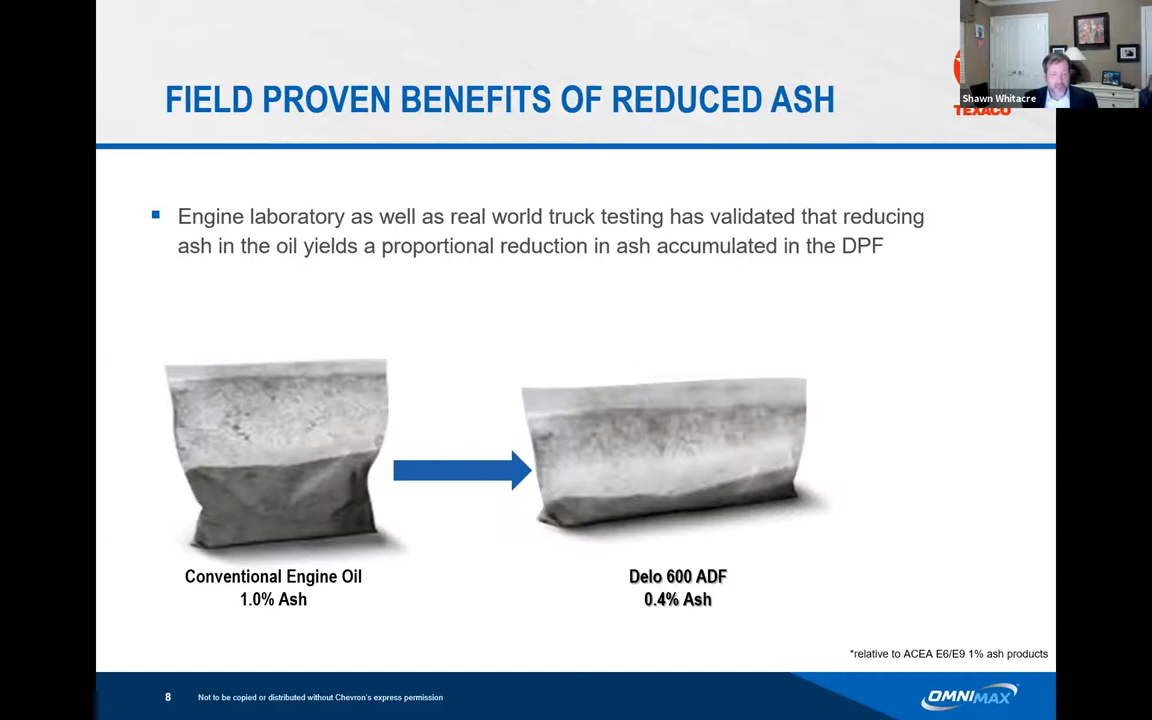 FIELD PROVEN BENEFITS OF REDUCED ASH
Shawn Whitacre
TEXACO
▪ Engine laboratory as well as real world truck testing has validated that reducing
ash in the oil yields a proportional reduction in ash accumulated in the DPF
Conventional Engine Oil
1.0% Ash
Delo 600 ADF
0.4% Ash
*relative to ACEA E6/E9 1% ash products
8
Not to be copied or distributed without Chevron's express permission
OMNIMAX